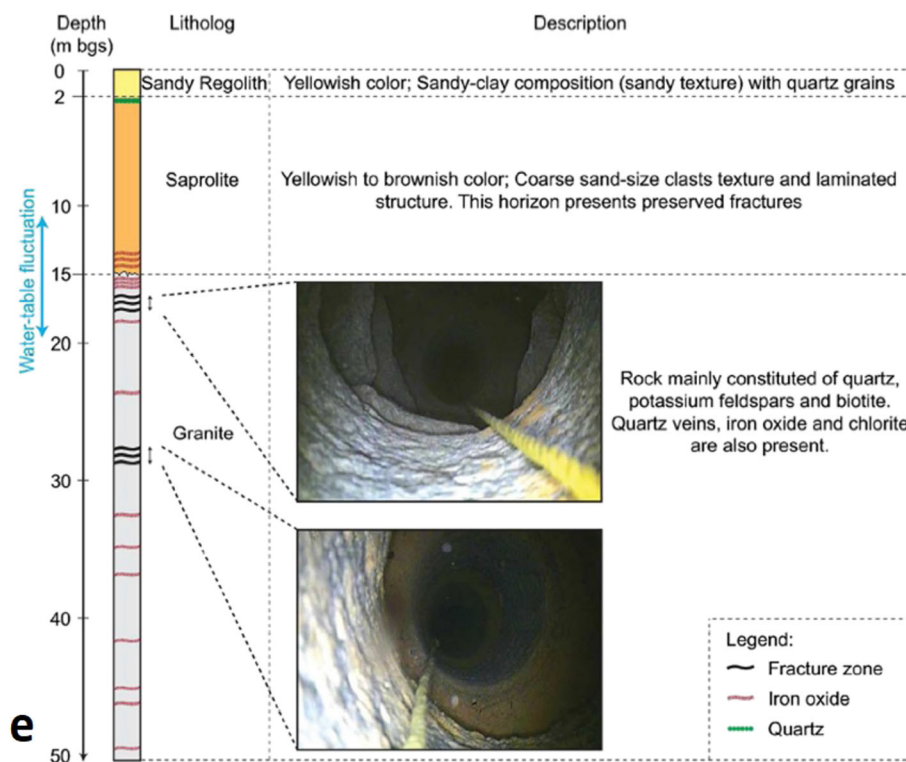 Depth
(m bgs)
Litholog
Description
0
Sandy Regolith
Yellowish color; Sandy-clay composition (sandy texture) with quartz grains
2
Saprolite
Yellowish to brownish color; Coarse sand-size clasts texture and laminated
structure. This horizon presents preserved fractures
10
Water-table fluctuation
15
20
Rock mainly constituted of quartz,
potassium feldspars and biotite.
Quartz veins, iron oxide and chlorite
are also present.
Granite
30
40
50
Legend:
Fracture zone
Iron oxide
Quartz
e